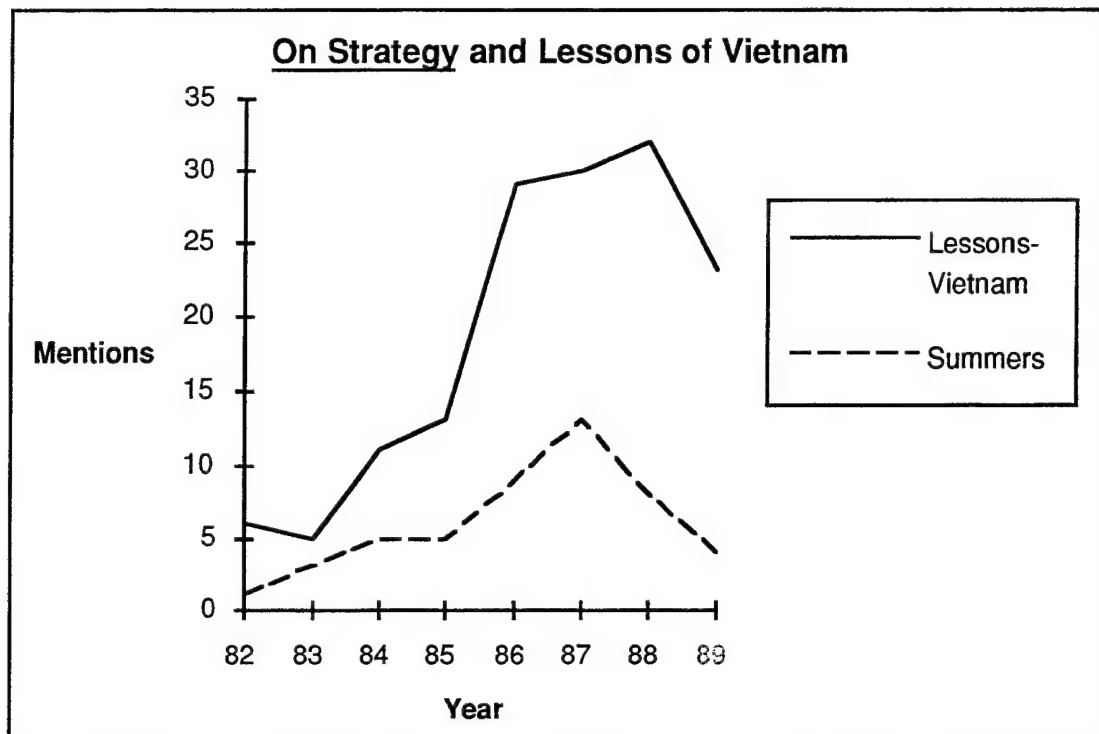 On Strategy and Lessons of Vietnam
35
30
25
20
15
10
5
0
Mentions
82 83 84 85 86 87 88 89
Year
Lessons-
Vietnam
Summers